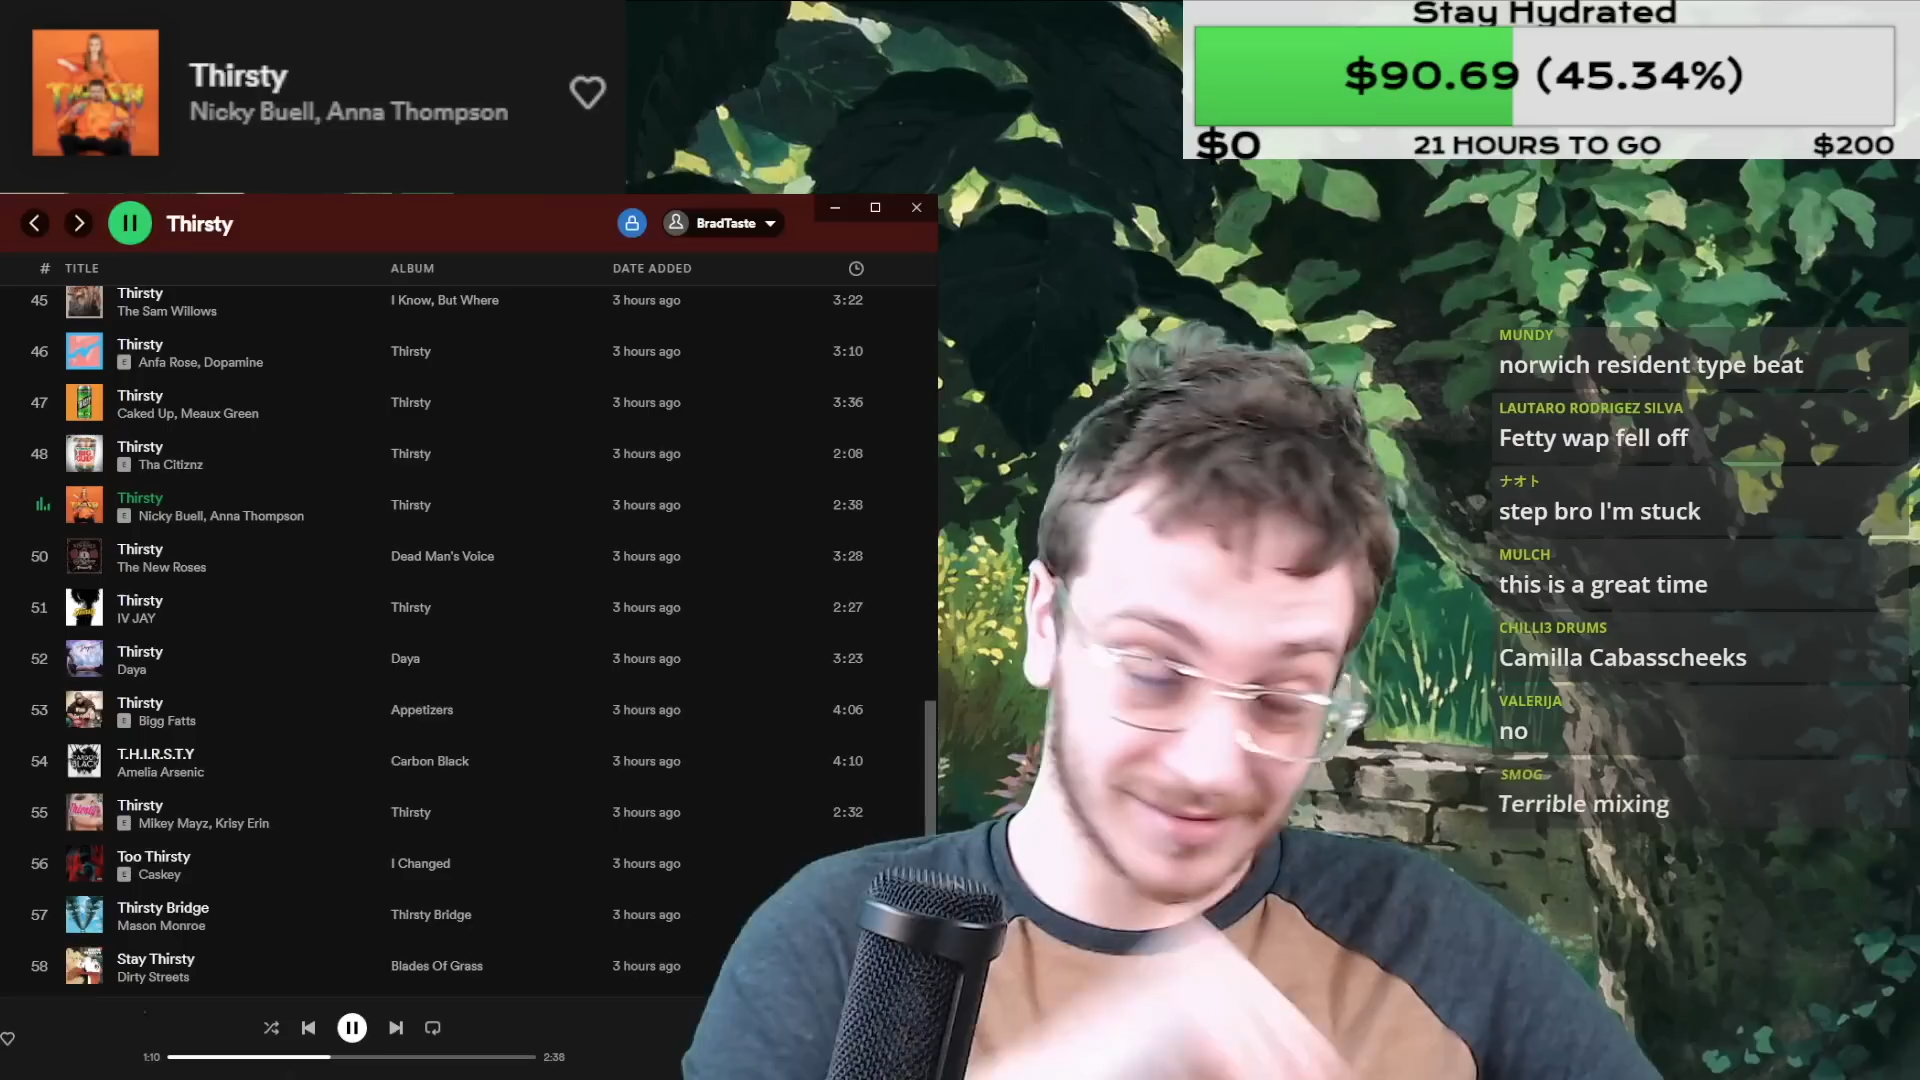 Thirsty
Nicky Buell, Anna Thompson
Stay Hydrated
$90.69 (45.34%)
$0
21 HOURS TO GO
$200
Thirsty
BradTaste
# TITLE ALBUM DATE ADDED
45 Thirsty I Know, But Where 3 hours ago 3:22
The Sam Willows
46 Thirsty Thirsty 3 hours ago 3:10
E Anfa Rose, Dopamine
47 Thirsty Thirsty 3 hours ago 3:36
Caked Up, Meaux Green
48 Thirsty Thirsty 3 hours ago 2:08
E Tha Citiznz
Thirsty Thirsty 3 hours ago 2:38
E Nicky Buell, Anna Thompson
50 Thirsty Dead Man's Voice 3 hours ago 3:28
The New Roses
51 Thirsty Thirsty 3 hours ago 2:27
IV JAY
52 Thirsty Daya 3 hours ago 3:23
Daya
53 Thirsty Appetizers 3 hours ago 4:06
E Bigg Fatts
54 T.H.I.R.S.T.Y Carbon Black 3 hours ago 4:10
Amelia Arsenic
55 Thirsty Thirsty 3 hours ago 2:32
E Mikey Mayz, Krisy Erin
56 Too Thirsty I Changed 3 hours ago
E Caskey
57 Thirsty Bridge Thirsty Bridge 3 hours ago
Mason Monroe
58 Stay Thirsty Blades Of Grass 3 hours ago
Dirty Streets
1:10 2:38
MUNDY
norwich resident type beat
LAUTARO RODRIGEZ SILVA
Fetty wap fell off
ナオト
step bro I'm stuck
MULCH
this is a great time
CHILLI3 DRUMS
Camilla Cabasscheeks
VALERIJA
no
SMOG
Terrible mixing